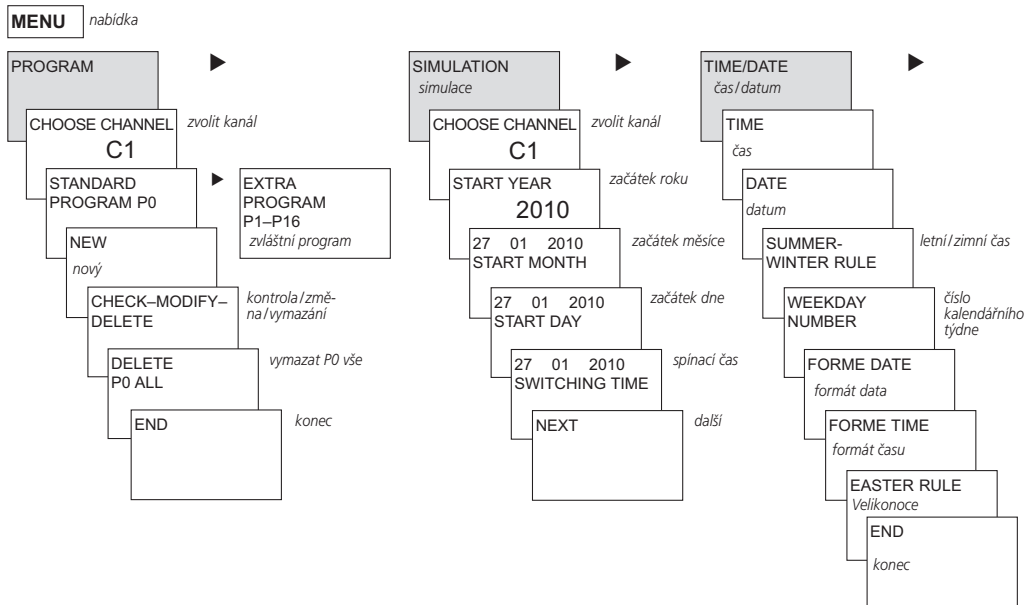 MENU nabídka
PROGRAM
CHOOSE CHANNEL zvolit kanál
C1
STANDARD
PROGRAM P0
EXTRA
PROGRAM
P1–P16
zvláštní program
NEW
nový
CHECK–MODIFY–
DELETE
kontrola/změ-
na/vymazání
DELETE
P0 ALL
vymazat P0 vše
END
konec
SIMULATION
simulace
CHOOSE CHANNEL zvolit kanál
C1
START YEAR
2010
začátek roku
27 01 2010
START MONTH
začátek měsíce
27 01 2010
START DAY
začátek dne
27 01 2010
SWITCHING TIME
spínací čas
NEXT
další
TIME/DATE
čas/datum
TIME
čas
DATE
datum
SUMMER-
WINTER RULE
letní/zimní čas
WEEKDAY
NUMBER
číslo
kalendářního
týdne
FORME DATE
formát data
FORME TIME
formát času
EASTER RULE
Velikonoce
END
konec